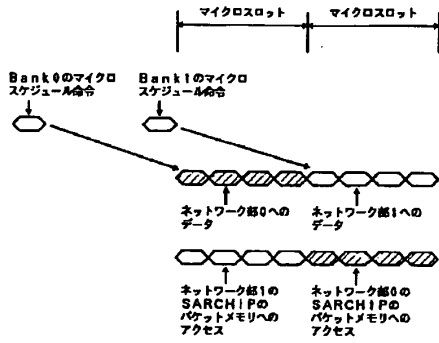 マイクロスロット
マイクロスロット
Bank0のマイクロ
スケジュール命令
Bank1のマイクロ
スケジュール命令
ネットワーク部0への
データ
ネットワーク部1への
データ
ネットワーク部1の
SARCHIPの
パケットメモリへの
アクセス
ネットワーク部0の
SARCHIPの
パケットメモリへの
アクセス